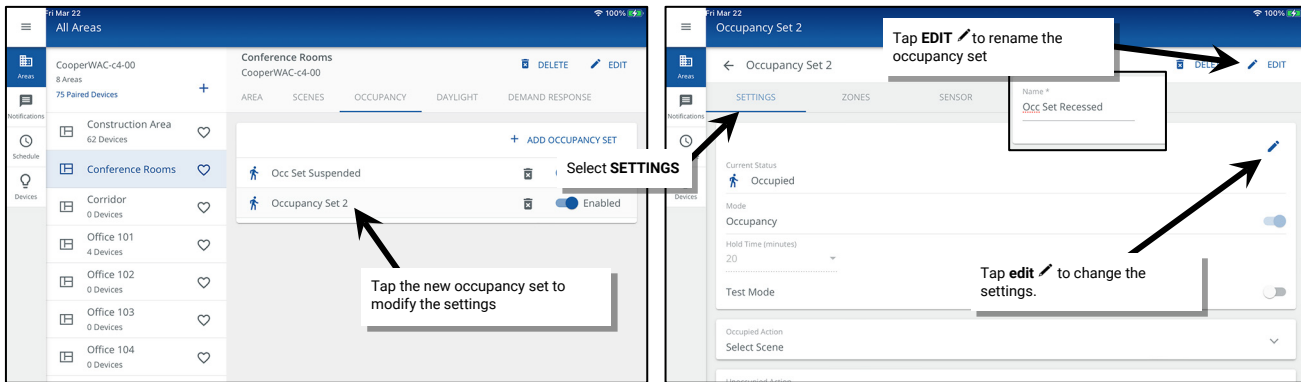 Fri Mar 22
100%
All Areas
Areas
Notifications
Schedule
Devices
CooperWAC-c4-00
8 Areas
75 Paired Devices
+
Construction Area
62 Devices
Conference Rooms
Corridor
0 Devices
Office 101
4 Devices
Office 102
0 Devices
Office 103
0 Devices
Office 104
0 Devices
Conference Rooms
CooperWAC-c4-00
DELETE
EDIT
AREA SCENES OCCUPANCY DAYLIGHT DEMAND RESPONSE
+ ADD OCCUPANCY SET
Occ Set Suspended
Occupancy Set 2
Enabled
Tap the new occupancy set to
modify the settings
Select SETTINGS
Fri Mar 22
100%
Occupancy Set 2
Areas
Notifications
Devices
Occupancy Set 2
EDIT
Tap EDIT to rename the
occupancy set
SETTINGS ZONES SENSOR
Name *
Occ Set Recessed
Current Status
Occupied
Mode
Occupancy
Hold Time (minutes)
20
Test Mode
Tap edit to change the
settings.
Occupied Action
Select Scene